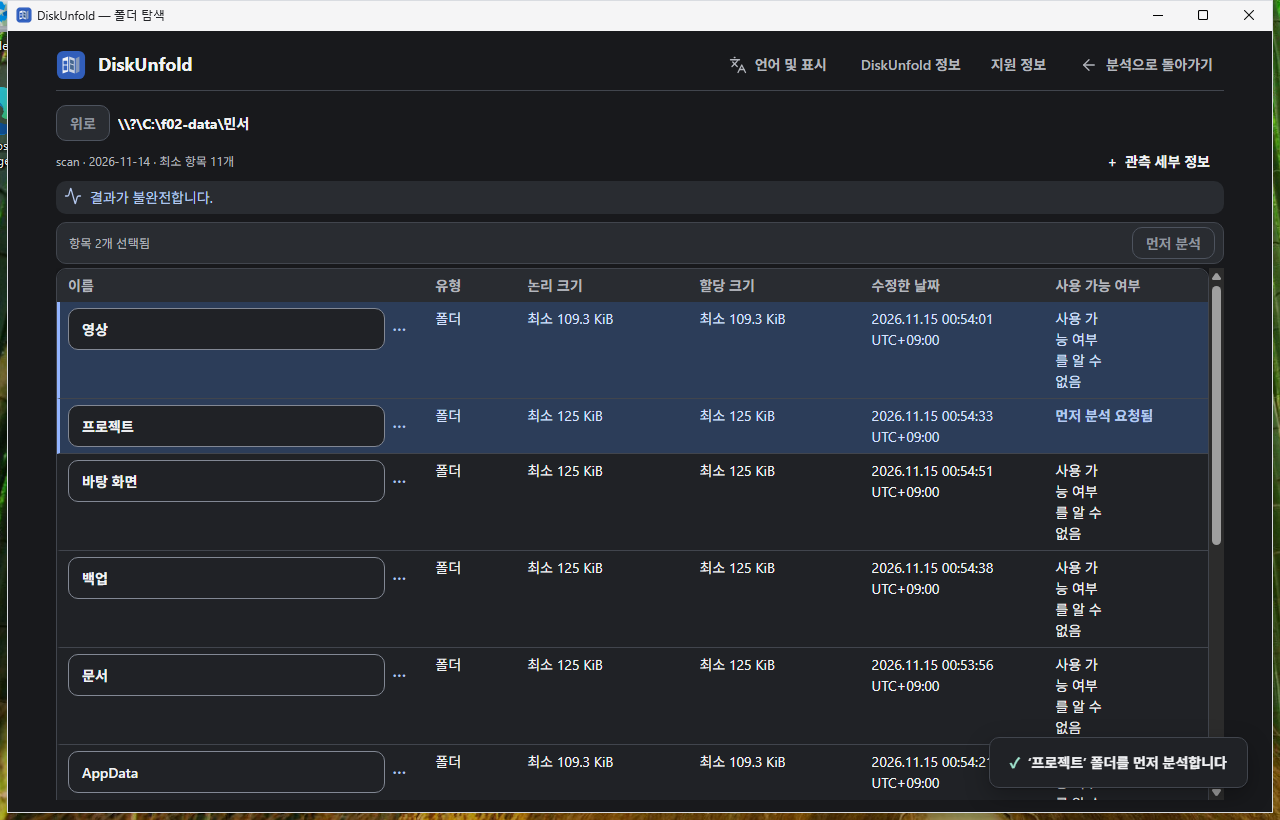 DiskUnfold — 폴더 탐색
DiskUnfold
언어 및 표시
DiskUnfold 정보
지원 정보
← 분석으로 돌아가기
위로
\\?\C:\f02-data\민서
scan · 2026-11-14 · 최소 항목 11개
+ 관측 세부 정보
결과가 불완전합니다.
항목 2개 선택됨
먼저 분석
이름 유형 논리 크기 할당 크기 수정한 날짜 사용 가능 여부
영상 ... 폴더 최소 109.3 KiB 최소 109.3 KiB 2026.11.15 00:54:01 사용 가
UTC+09:00 능 여부
를 알 수
없음
프로젝트 ... 폴더 최소 125 KiB 최소 125 KiB 2026.11.15 00:54:33 먼저 분석 요청됨
UTC+09:00
바탕 화면 ... 폴더 최소 125 KiB 최소 125 KiB 2026.11.15 00:54:51 사용 가
UTC+09:00 능 여부
를 알 수
없음
백업 ... 폴더 최소 125 KiB 최소 125 KiB 2026.11.15 00:54:38 사용 가
UTC+09:00 능 여부
를 알 수
없음
문서 ... 폴더 최소 125 KiB 최소 125 KiB 2026.11.15 00:53:56 사용 가
UTC+09:00 능 여부
를 알 수
없음
AppData ... 폴더 최소 109.3 KiB 최소 109.3 KiB 2026.11.15
UTC+09:00
✓ ‘프로젝트’ 폴더를 먼저 분석합니다